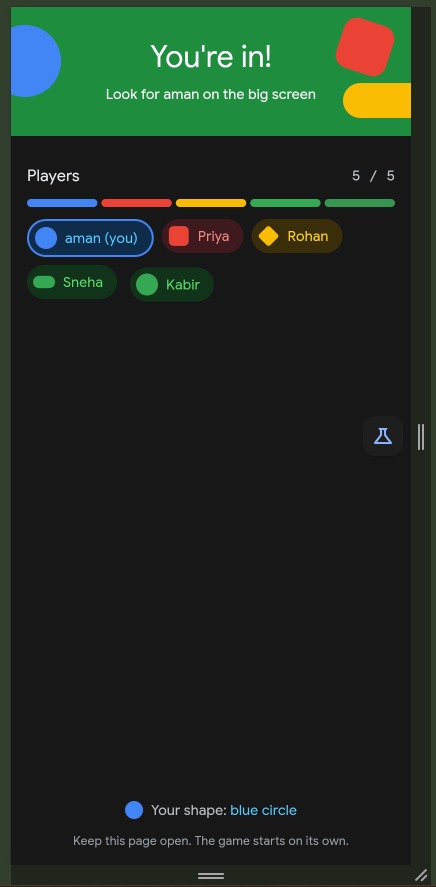 You're in!
Look for aman on the big screen
Players 5 / 5
aman (you) Priya Rohan
Sneha Kabir
Your shape: blue circle
Keep this page open. The game starts on its own.